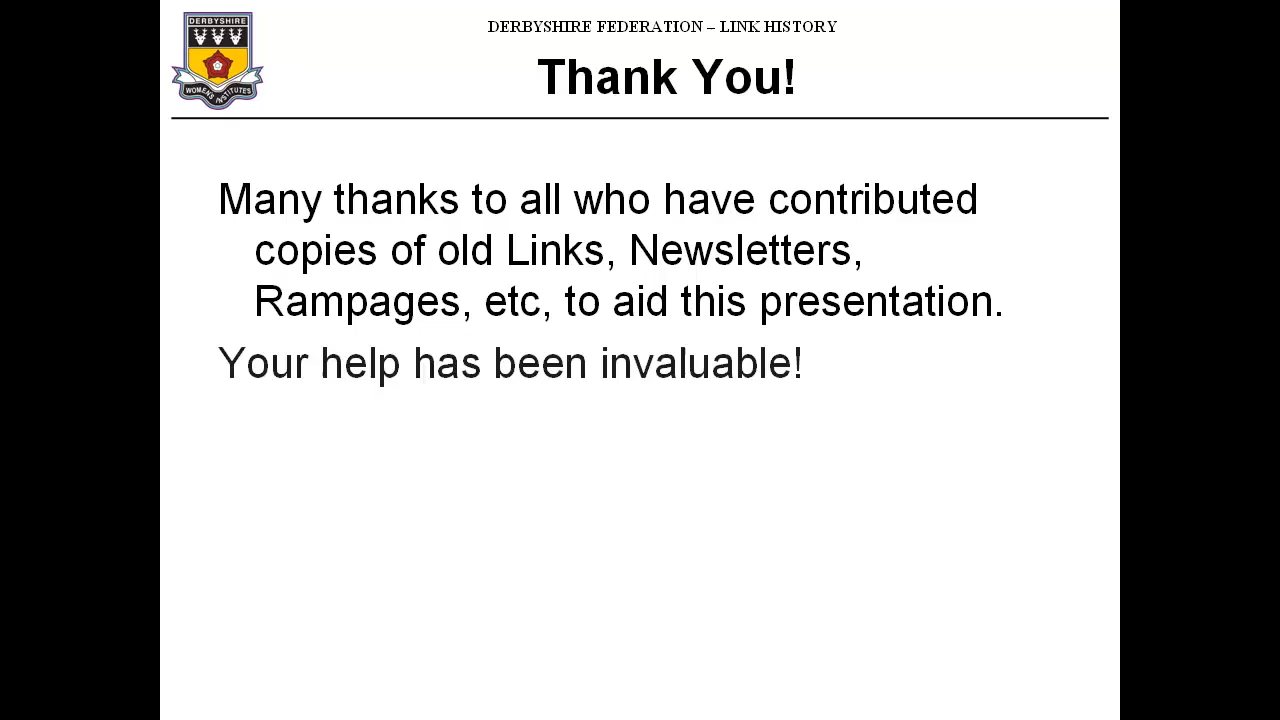 DERBYSHIRE
WOMENS INSTITUTES
DERBYSHIRE FEDERATION – LINK HISTORY
Thank You!
Many thanks to all who have contributed
copies of old Links, Newsletters,
Rampages, etc, to aid this presentation.
Your help has been invaluable!